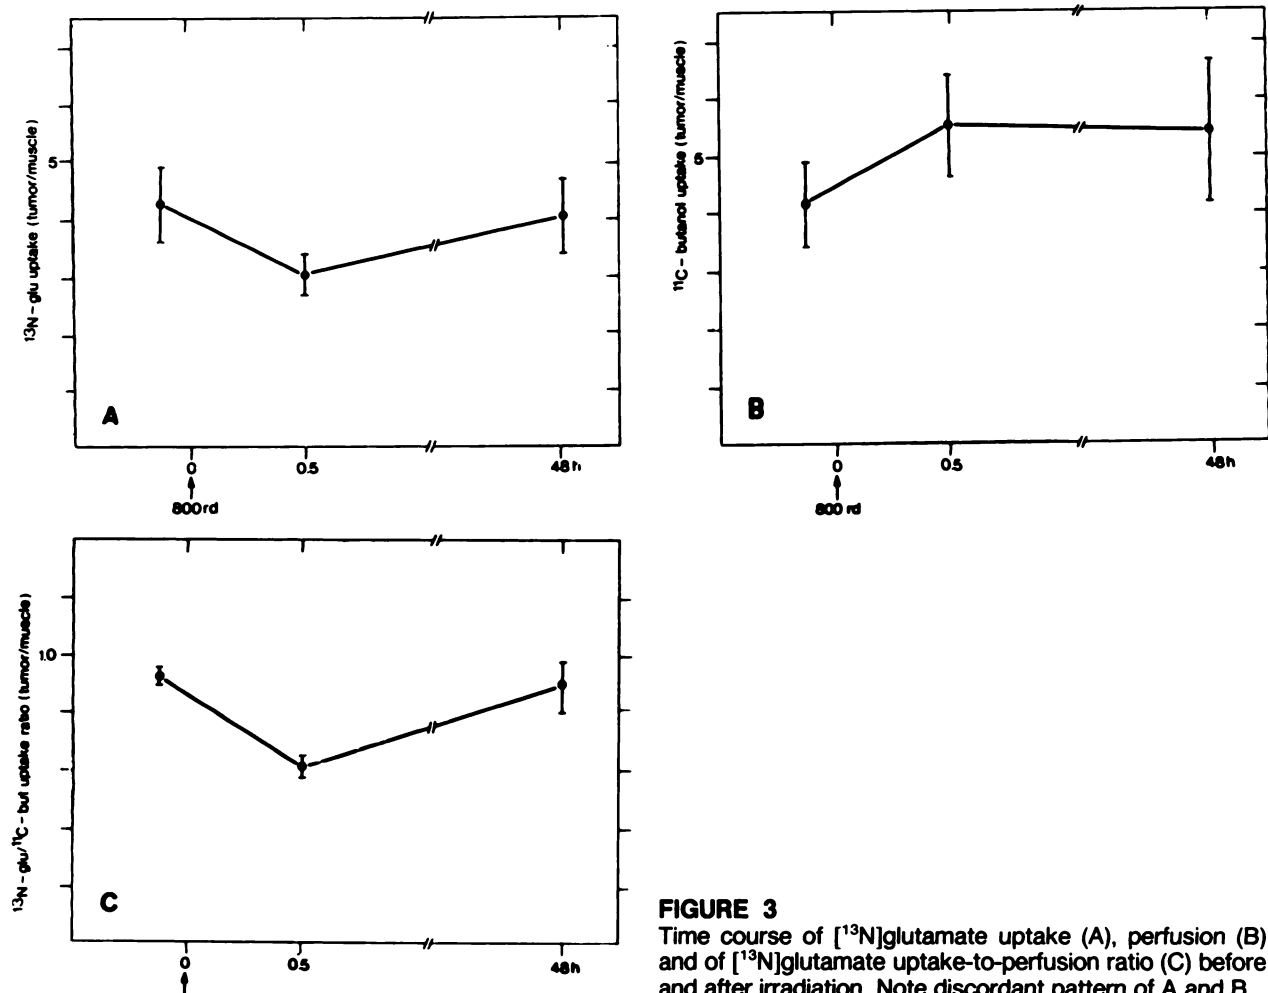 13N-glu uptake (tumor/muscle)
5
A
0
0.5
48h
800 rd
11C-butanol uptake (tumor/muscle)
B
0
0.5
48h
800 rd
13N-glu/11C-but uptake ratio (tumor/muscle)
1.0
C
0
0.5
48h
FIGURE 3
Time course of [13N]glutamate uptake (A), perfusion (B)
and of [13N]glutamate uptake-to-perfusion ratio (C) before
and after irradiation. Note discordant pattern of A and B.